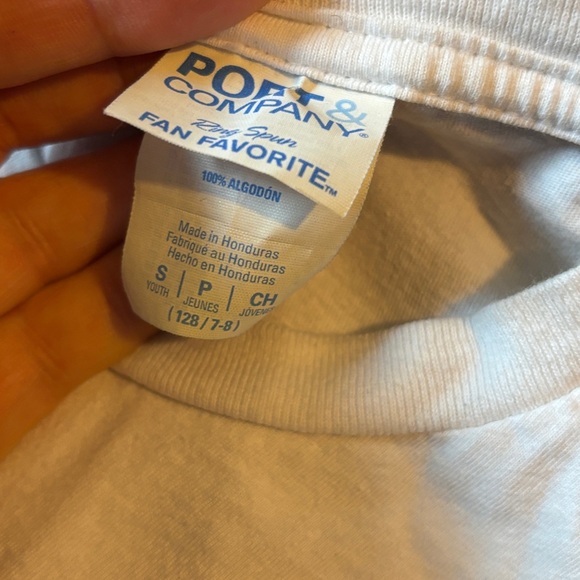 PORT &
COMPANY®
Ring Spun
FAN FAVORITE™
100% ALGODÓN
Made in Honduras
Fabriqué au Honduras
Hecho en Honduras
S | P | CH
YOUTH JEUNES
(128/7-8)